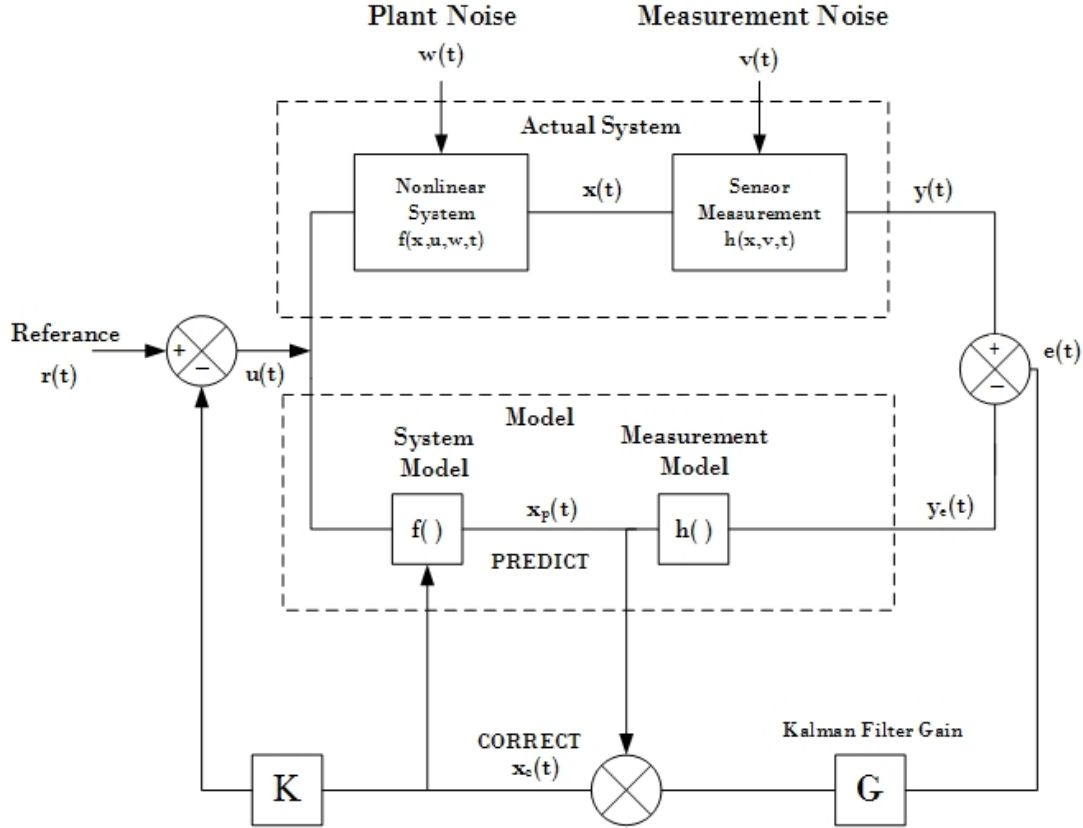 Plant Noise
w(t)
Measurement Noise
v(t)
Actual System
Nonlinear
System
f(x,u,w,t)
x(t)
Sensor
Measurement
h(x,v,t)
y(t)
Referance
r(t)
+
−
u(t)
+
−
e(t)
Model
System
Model
Measurement
Model
f( )
xₚ(t)
PREDICT
h( )
yₑ(t)
CORRECT
xₑ(t)
Kalman Filter Gain
K
G